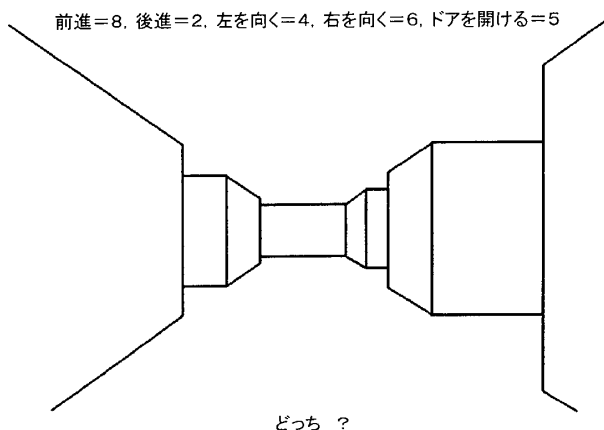 前進=8, 後進=2, 左を向く=4, 右を向く=6, ドアを開ける=5
どっち ?